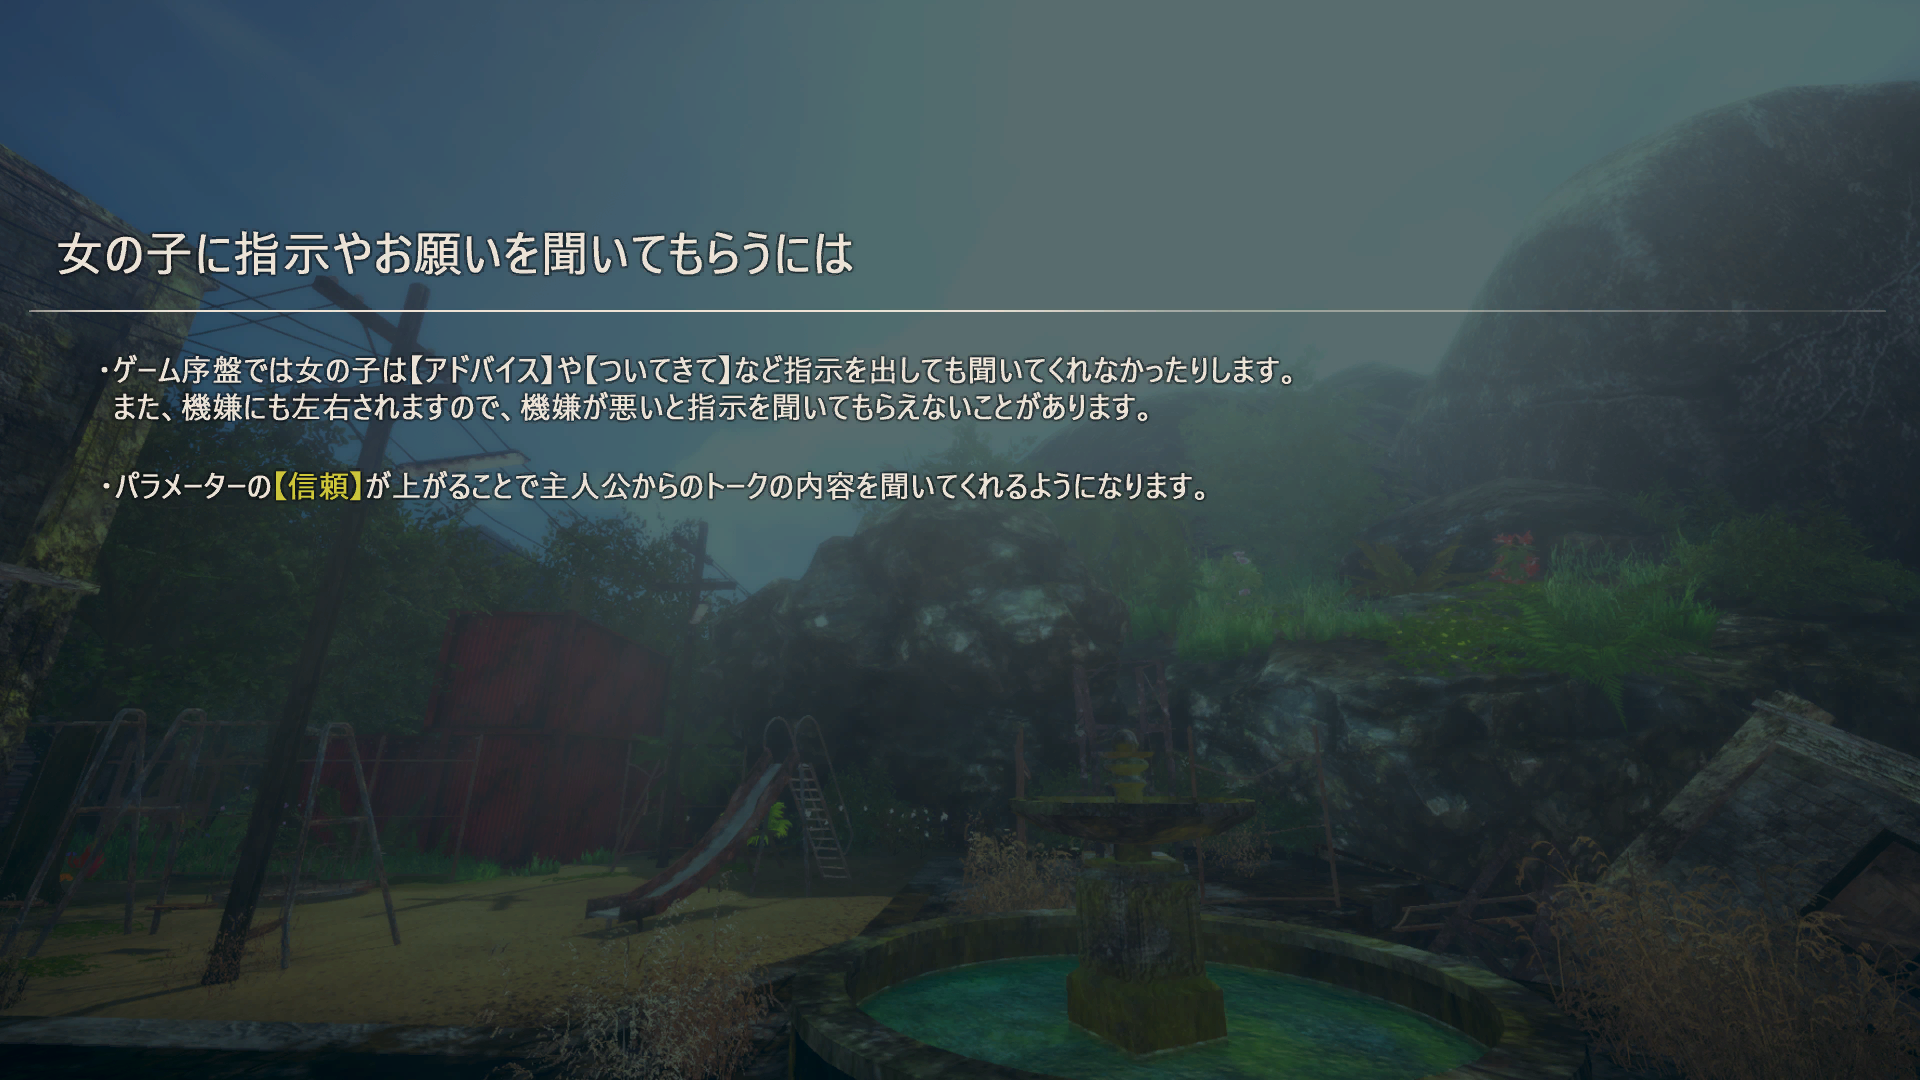 女の子に指示やお願いを聞いてもらうには
・ゲーム序盤では女の子は【アドバイス】や【ついてきて】など指示を出しても聞いてくれなかったりします。
また、機嫌にも左右されますので、機嫌が悪いと指示を聞いてもらえないことがあります。
・パラメーターの【信頼】が上がることで主人公からのトークの内容を聞いてくれるようになります。